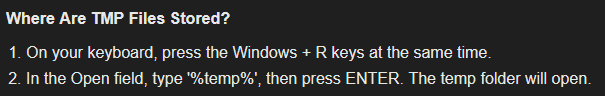 Where Are TMP Files Stored?
1. On your keyboard, press the Windows + R keys at the same time.
2. In the Open field, type '%temp%', then press ENTER. The temp folder will open.